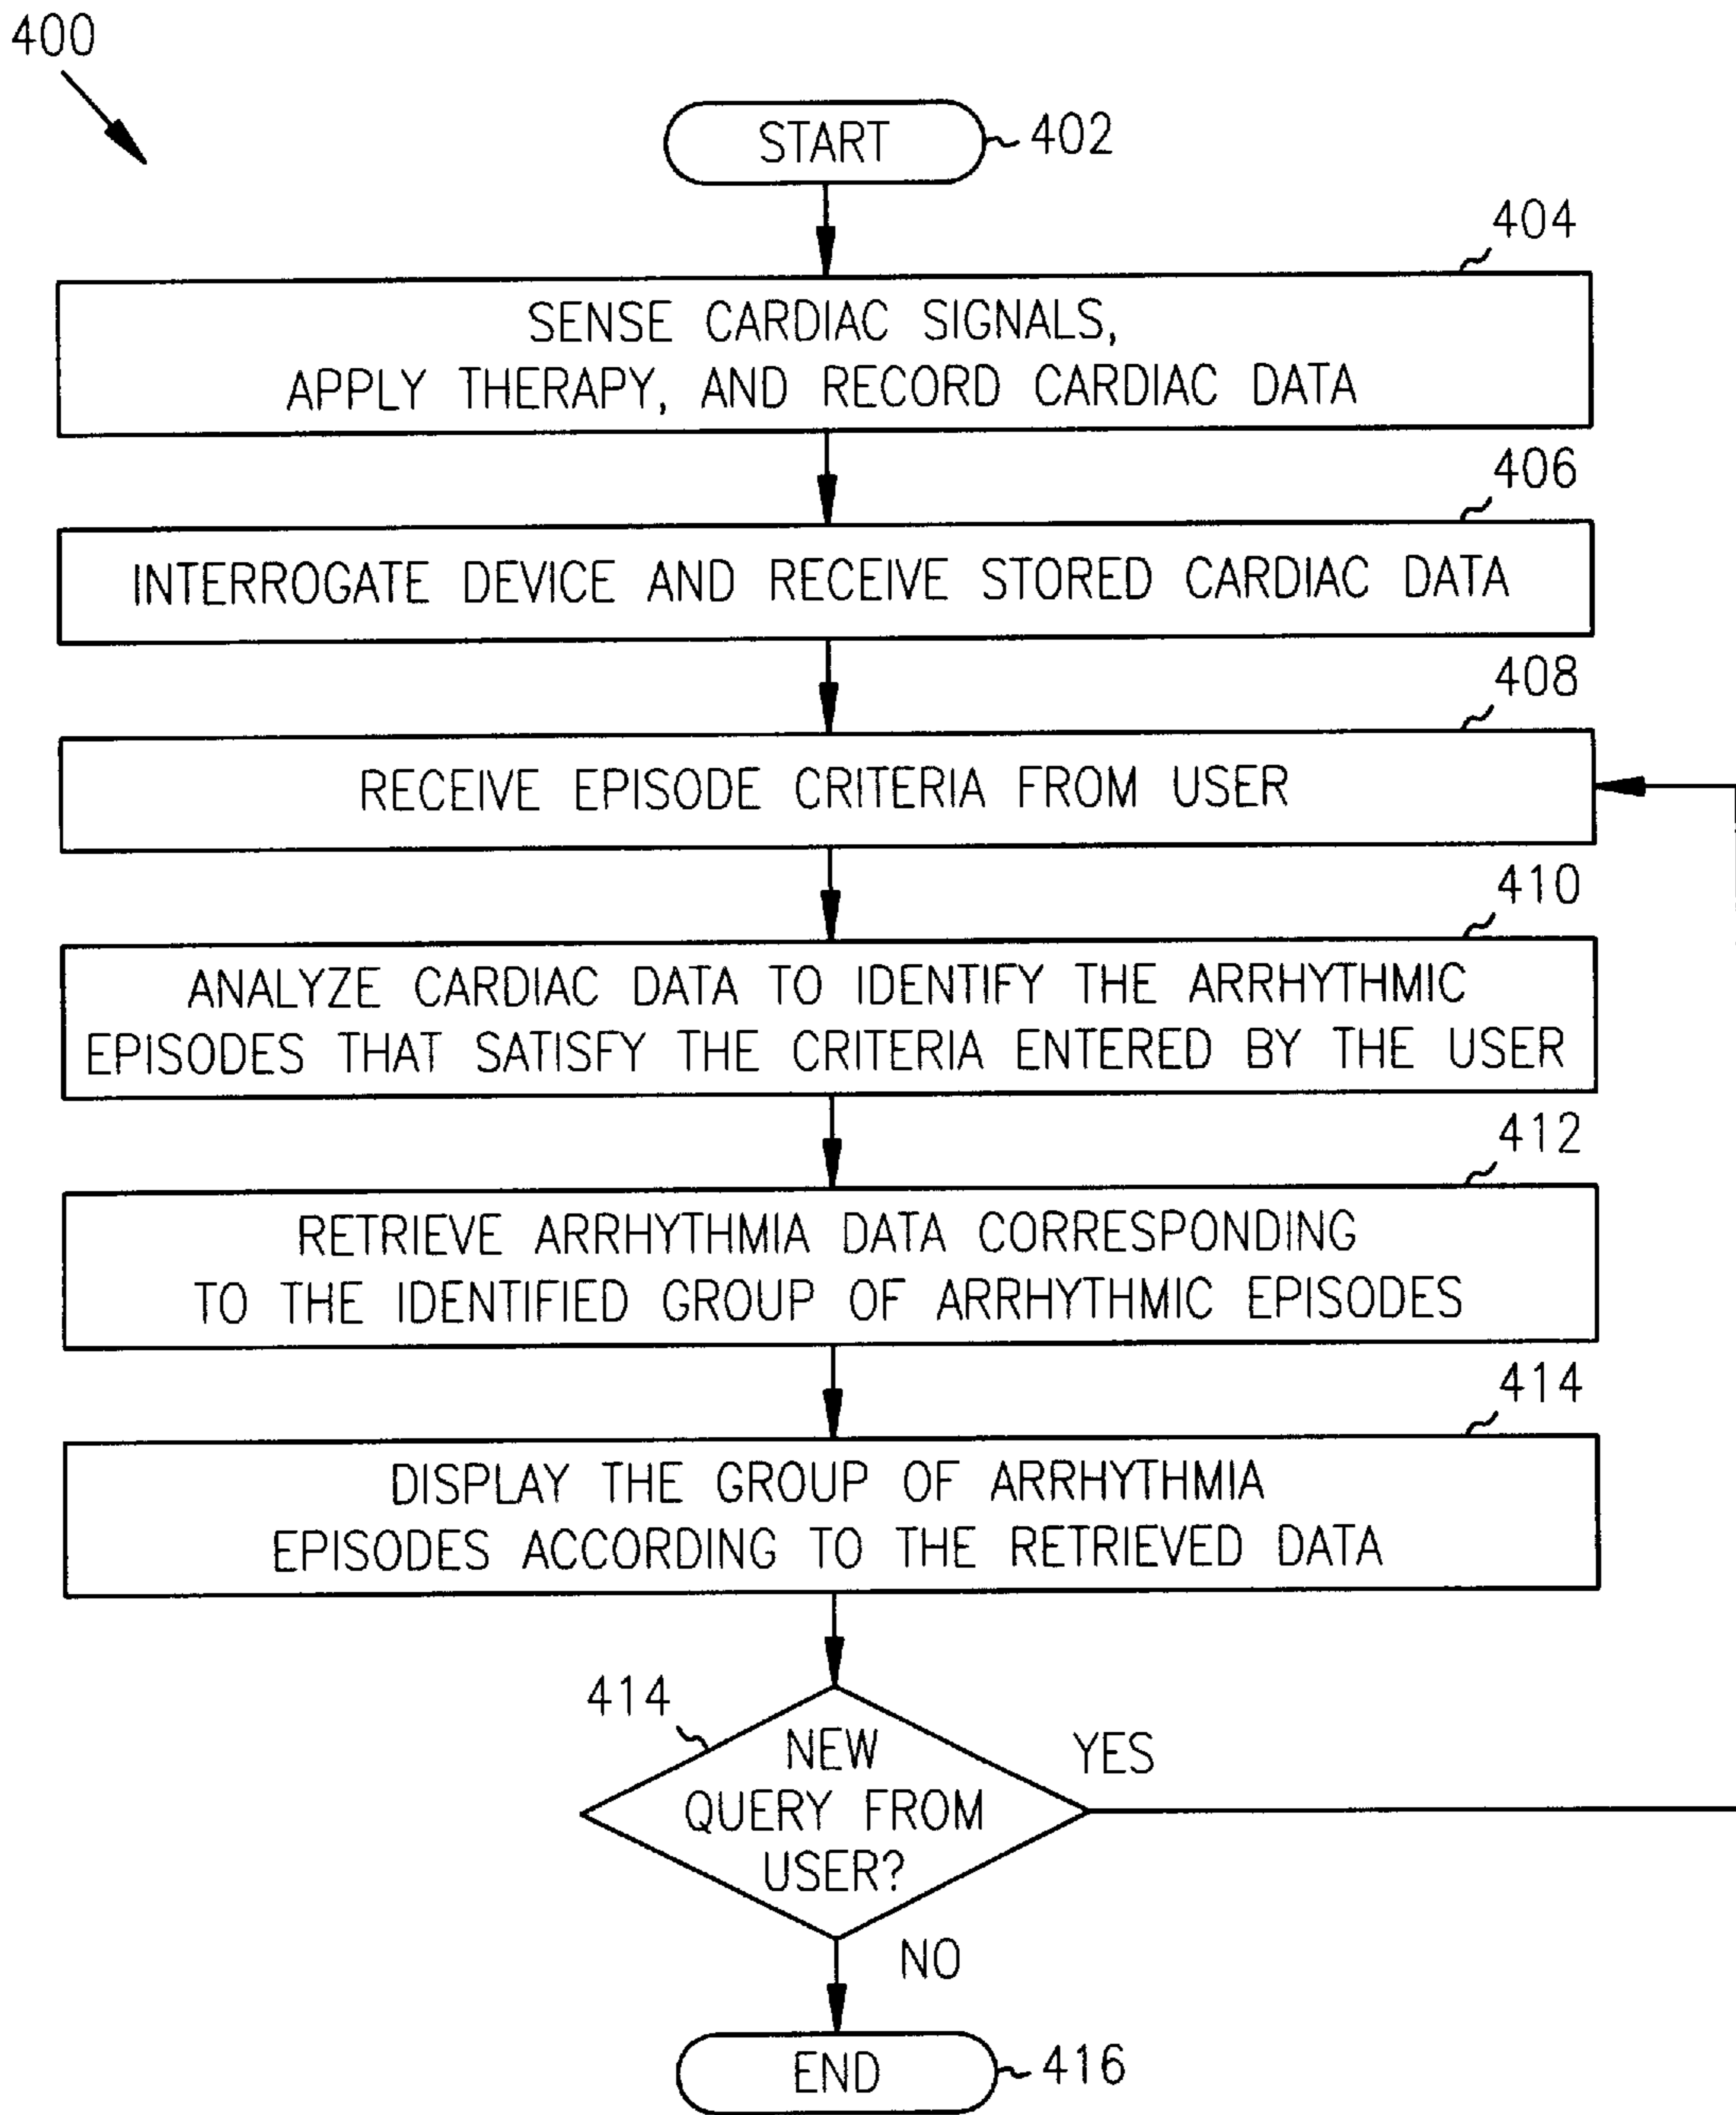 400
START
402
404
SENSE CARDIAC SIGNALS,
APPLY THERAPY, AND RECORD CARDIAC DATA
406
INTERROGATE DEVICE AND RECEIVE STORED CARDIAC DATA
408
RECEIVE EPISODE CRITERIA FROM USER
410
ANALYZE CARDIAC DATA TO IDENTIFY THE ARRHYTHMIC
EPISODES THAT SATISFY THE CRITERIA ENTERED BY THE USER
412
RETRIEVE ARRHYTHMIA DATA CORRESPONDING
TO THE IDENTIFIED GROUP OF ARRHYTHMIC EPISODES
414
DISPLAY THE GROUP OF ARRHYTHMIA
EPISODES ACCORDING TO THE RETRIEVED DATA
414
NEW
QUERY FROM
USER?
YES
NO
END
416